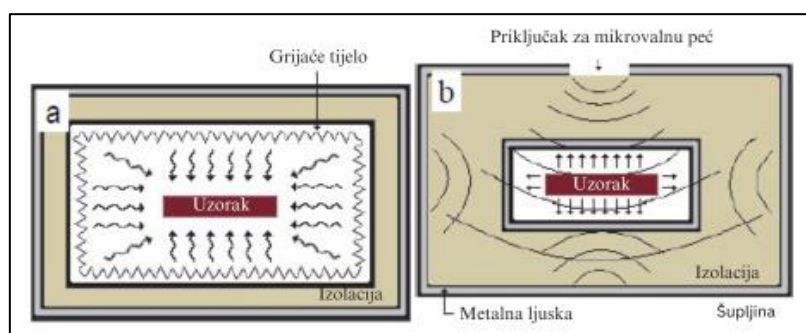 Priključak za mikrovalnu peć
Grijaće tijelo
a
b
Uzorak
Uzorak
Izolacija
Izolacija
Metalna ljuska
Šupljina